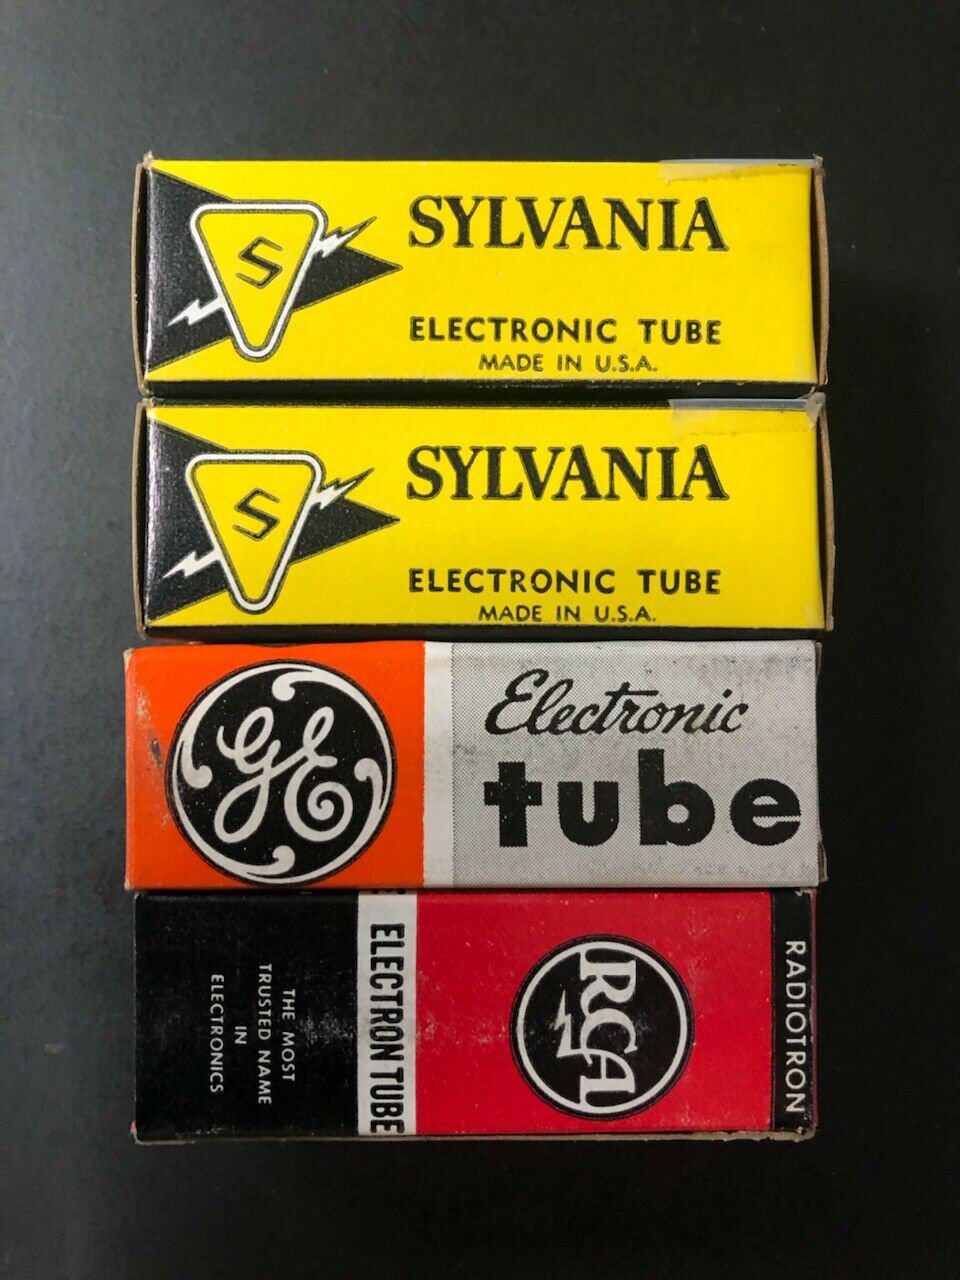 S
SYLVANIA
ELECTRONIC TUBE
MADE IN U.S.A.
S
SYLVANIA
ELECTRONIC TUBE
MADE IN U.S.A.
GE
Electronic
tube
THE MOST
TRUSTED NAME
IN
ELECTRONICS
ELECTRON TUBE
RCA
RADIOTRON